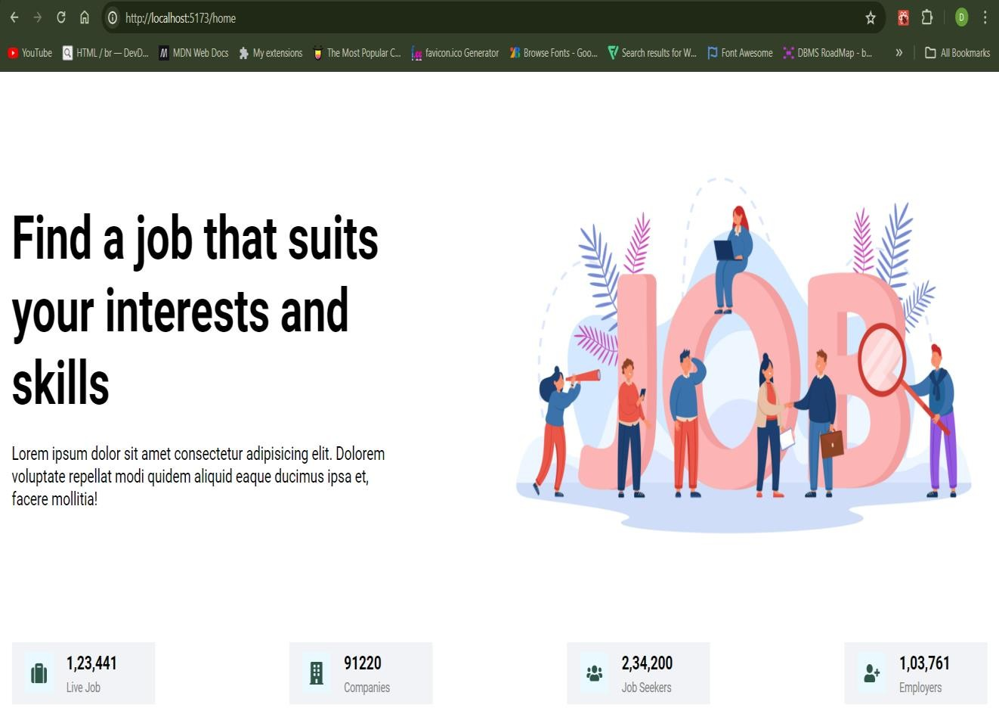 http://localhost:5173/home
D
YouTube
HTML / br — DevD...
MDN Web Docs
My extensions
The Most Popular C...
favicon.ico Generator
Browse Fonts - Goo...
Search results for W...
Font Awesome
DBMS RoadMap - b...
»
All Bookmarks
Find a job that suits
your interests and
skills
Lorem ipsum dolor sit amet consectetur adipisicing elit. Dolorem
voluptate repellat modi quidem aliquid eaque ducimus ipsa et,
facere mollitia!
JOB
1,23,441
Live Job
91220
Companies
2,34,200
Job Seekers
1,03,761
Employers